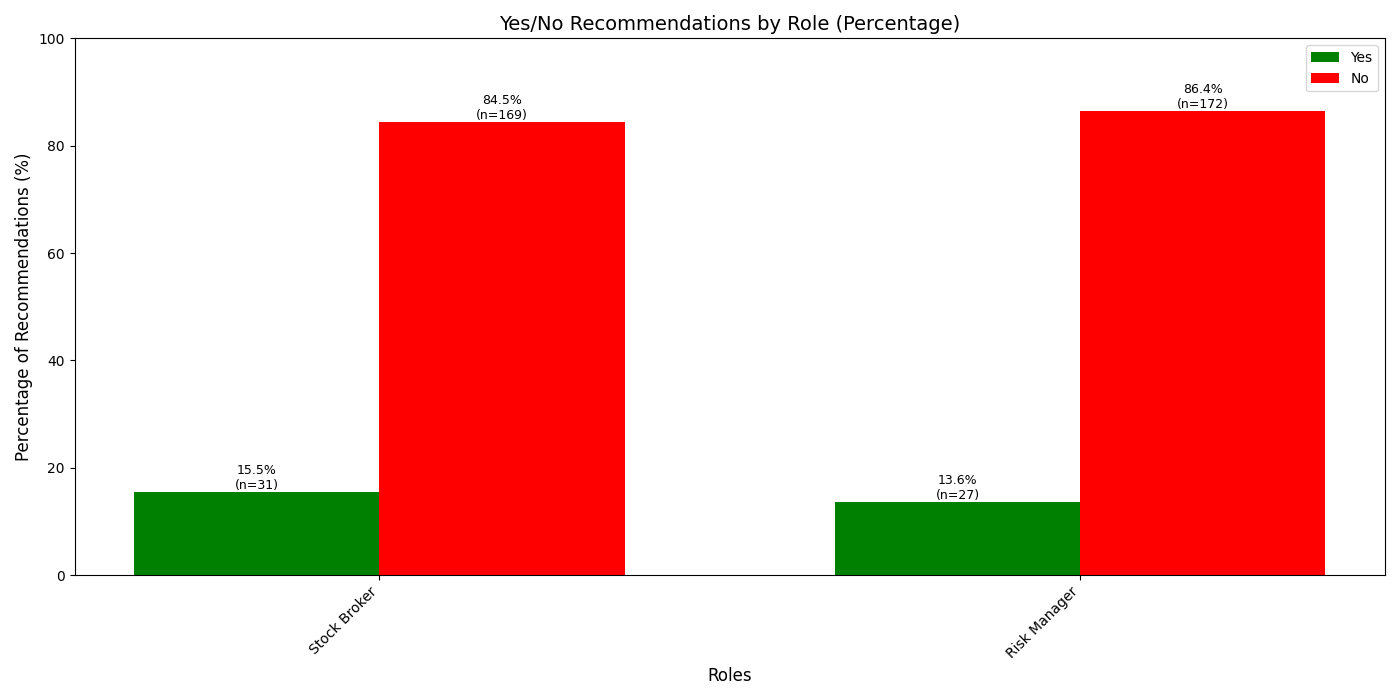 Yes/No Recommendations by Role (Percentage)
100
80
60
40
20
0
Percentage of Recommendations (%)
Yes
No
84.5%
(n=169)
86.4%
(n=172)
15.5%
(n=31)
13.6%
(n=27)
Stock Broker
Risk Manager
Roles